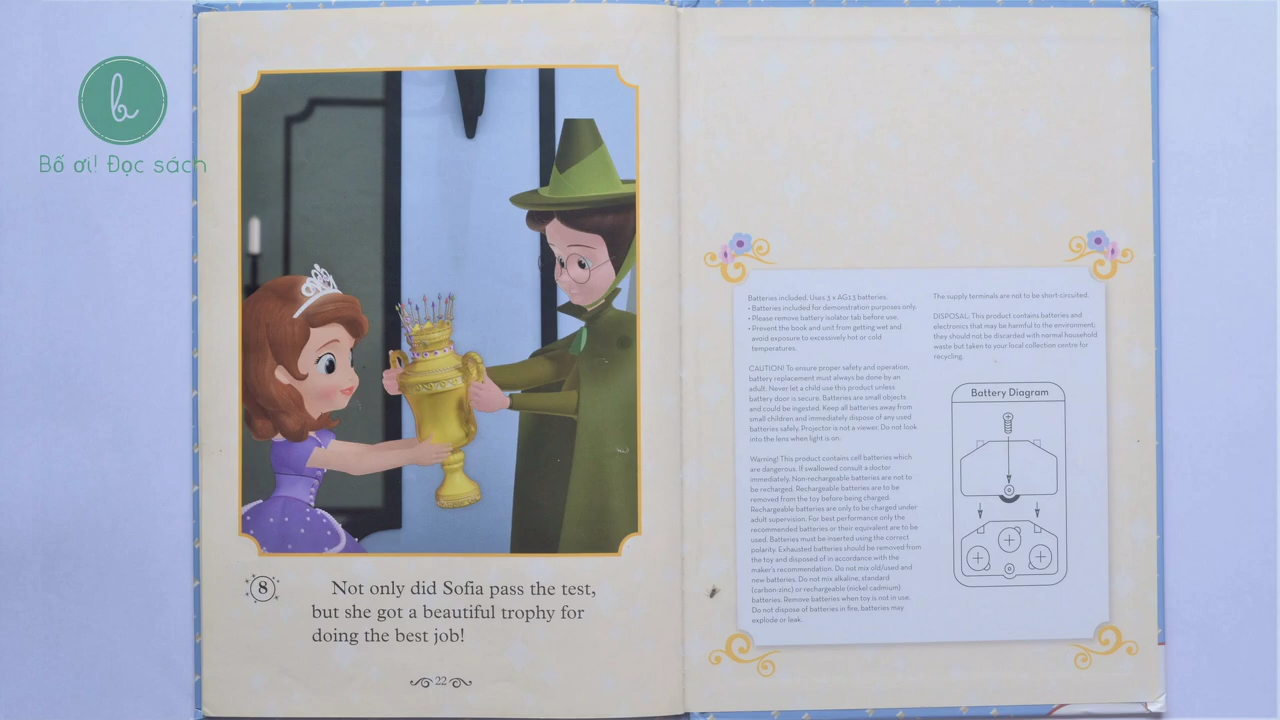 b
Bố ơi! Đọc sách
8
Not only did Sofia pass the test,
but she got a beautiful trophy for
doing the best job!
22
Batteries included. Uses 3 x AG13 batteries.
• Batteries included for demonstration purposes only.
• Please remove battery isolator tab before use.
• Prevent the book and unit from getting wet and
avoid exposure to excessively hot or cold
temperatures.
CAUTION! To ensure proper safety and operation,
battery replacement must always be done by an
adult. Never let a child use this product unless
battery door is secure. Batteries are small objects
and could be ingested. Keep all batteries away from
small children and immediately dispose of any used
batteries safely. Projector is not a viewer. Do not look
into the lens when light is on.
Warning! This product contains cell batteries which
are dangerous. If swallowed consult a doctor
immediately. Non-rechargeable batteries are not to
be recharged. Rechargeable batteries are to be
removed from the toy before being charged.
Rechargeable batteries are only to be charged under
adult supervision. For best performance only the
recommended batteries or their equivalent are to be
used. Batteries must be inserted using the correct
polarity. Exhausted batteries should be removed from
the toy and disposed of in accordance with the
maker's recommendation. Do not mix old/used and
new batteries. Do not mix alkaline, standard
(carbon-zinc) or rechargeable (nickel cadmium)
batteries. Remove batteries when toy is not in use.
Do not dispose of batteries in fire, batteries may
explode or leak.
The supply terminals are not to be short-circuited.
DISPOSAL: This product contains batteries and
electronics that may be harmful to the environment;
they should not be discarded with normal household
waste but taken to your local collection centre for
recycling.
Battery Diagram